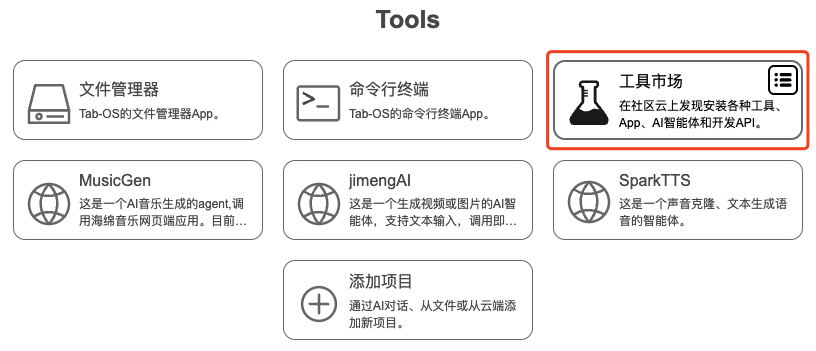 Tools
文件管理器
Tab-OS的文件管理器App。
命令行终端
Tab-OS的命令行终端App。
工具市场
在社区云上发现安装各种工具、
App、AI智能体和开发API。
MusicGen
这是一个AI音乐生成的agent,调
用海绵音乐网页端应用。目前…
jimengAI
这是一个生成视频或图片的AI智
能体，支持文本输入，调用即…
SparkTTS
这是一个声音克隆、文本生成语
音的智能体。
添加项目
通过AI对话、从文件或从云端添
加新项目。